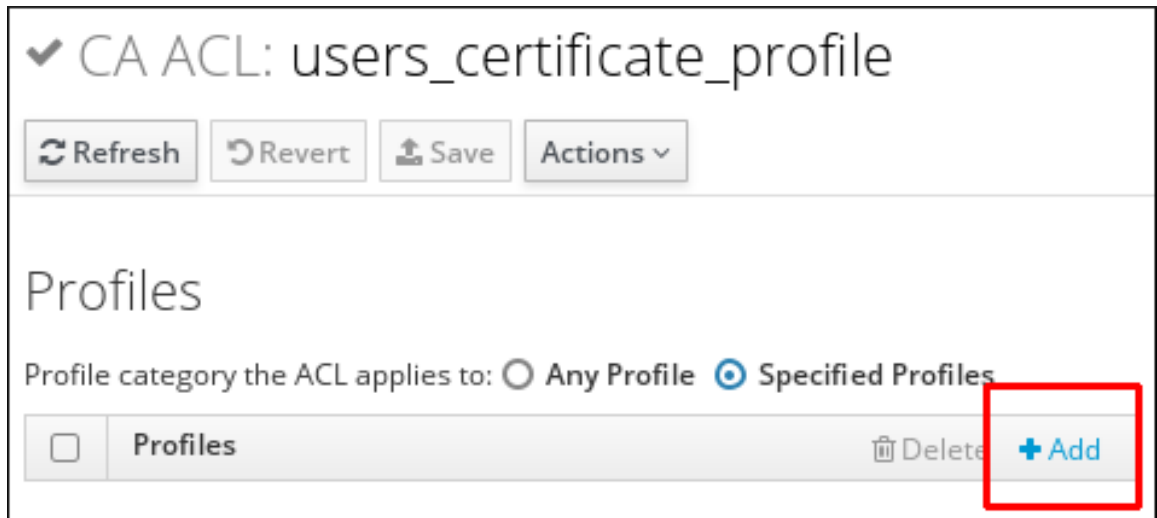 CA ACL: users_certificate_profile
Refresh Revert Save Actions
Profiles
Profile category the ACL applies to: Any Profile Specified Profiles
Profiles Delete Add